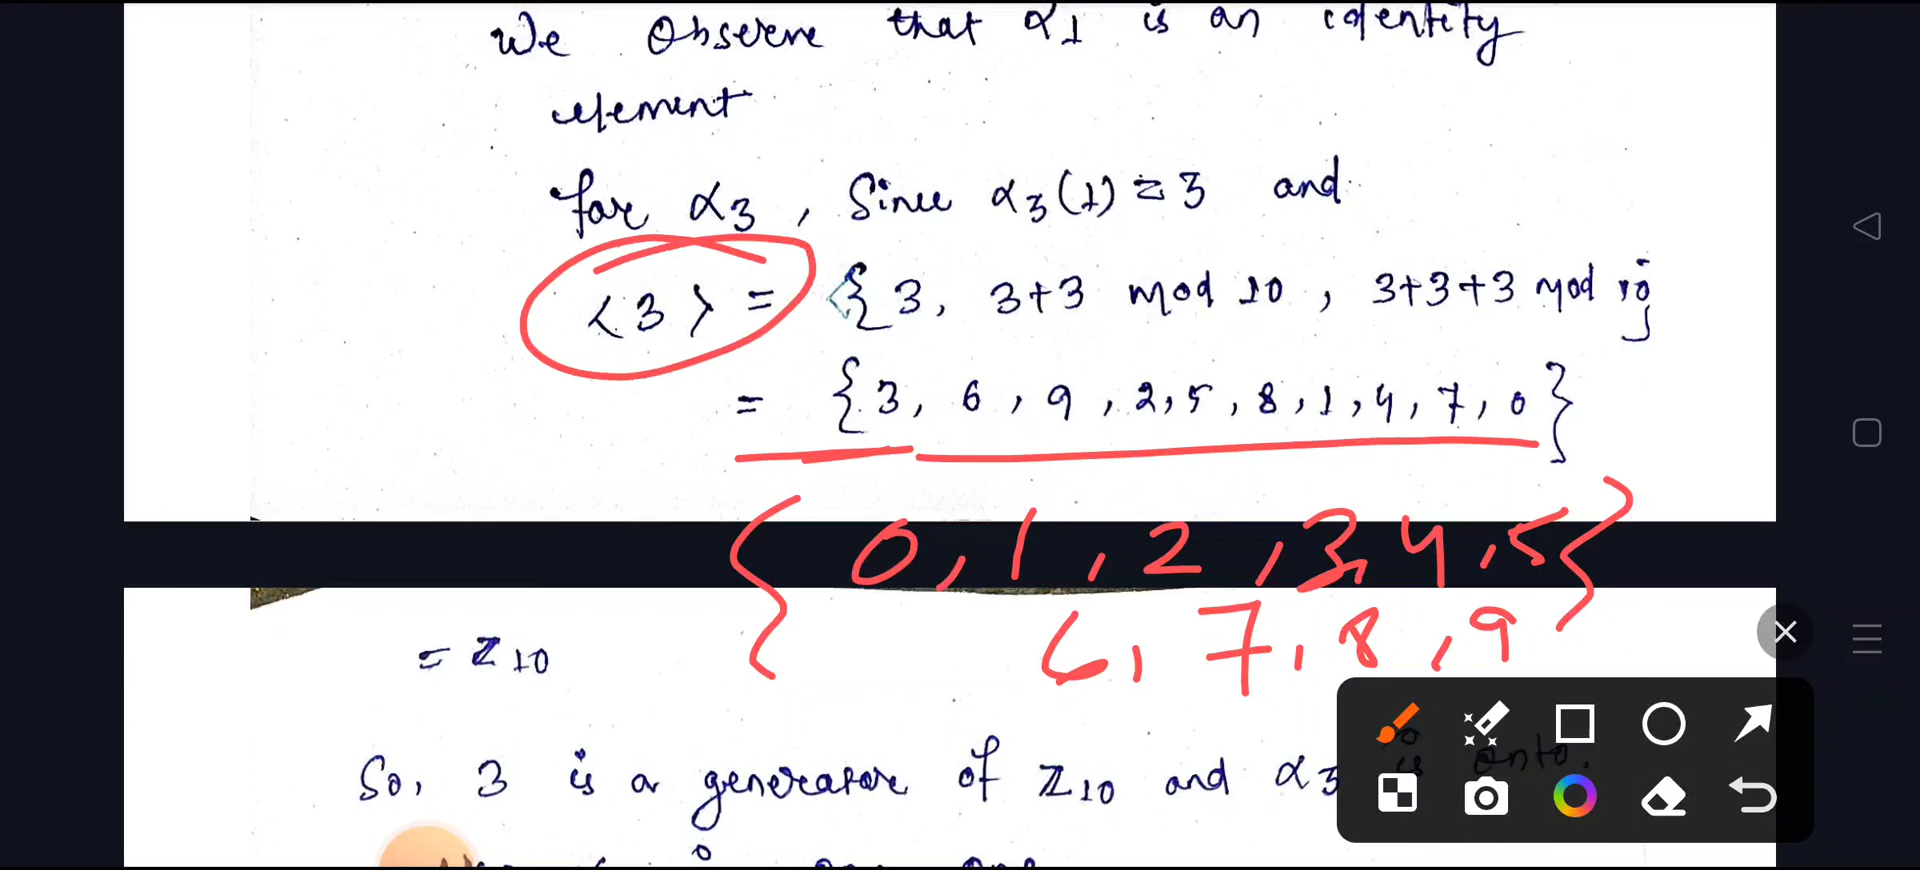 We observe that α1 is an identity
element
for α3, Since α3(1) = 3 and
<3> = {3, 3+3 mod 10, 3+3+3 mod 10}
= {3, 6, 9, 2, 5, 8, 1, 4, 7, 0}
{0, 1, 2, 3, 4, 5
6, 7, 8, 9}
= Z10
So, 3 is a generator of Z10 and α3 is onto.